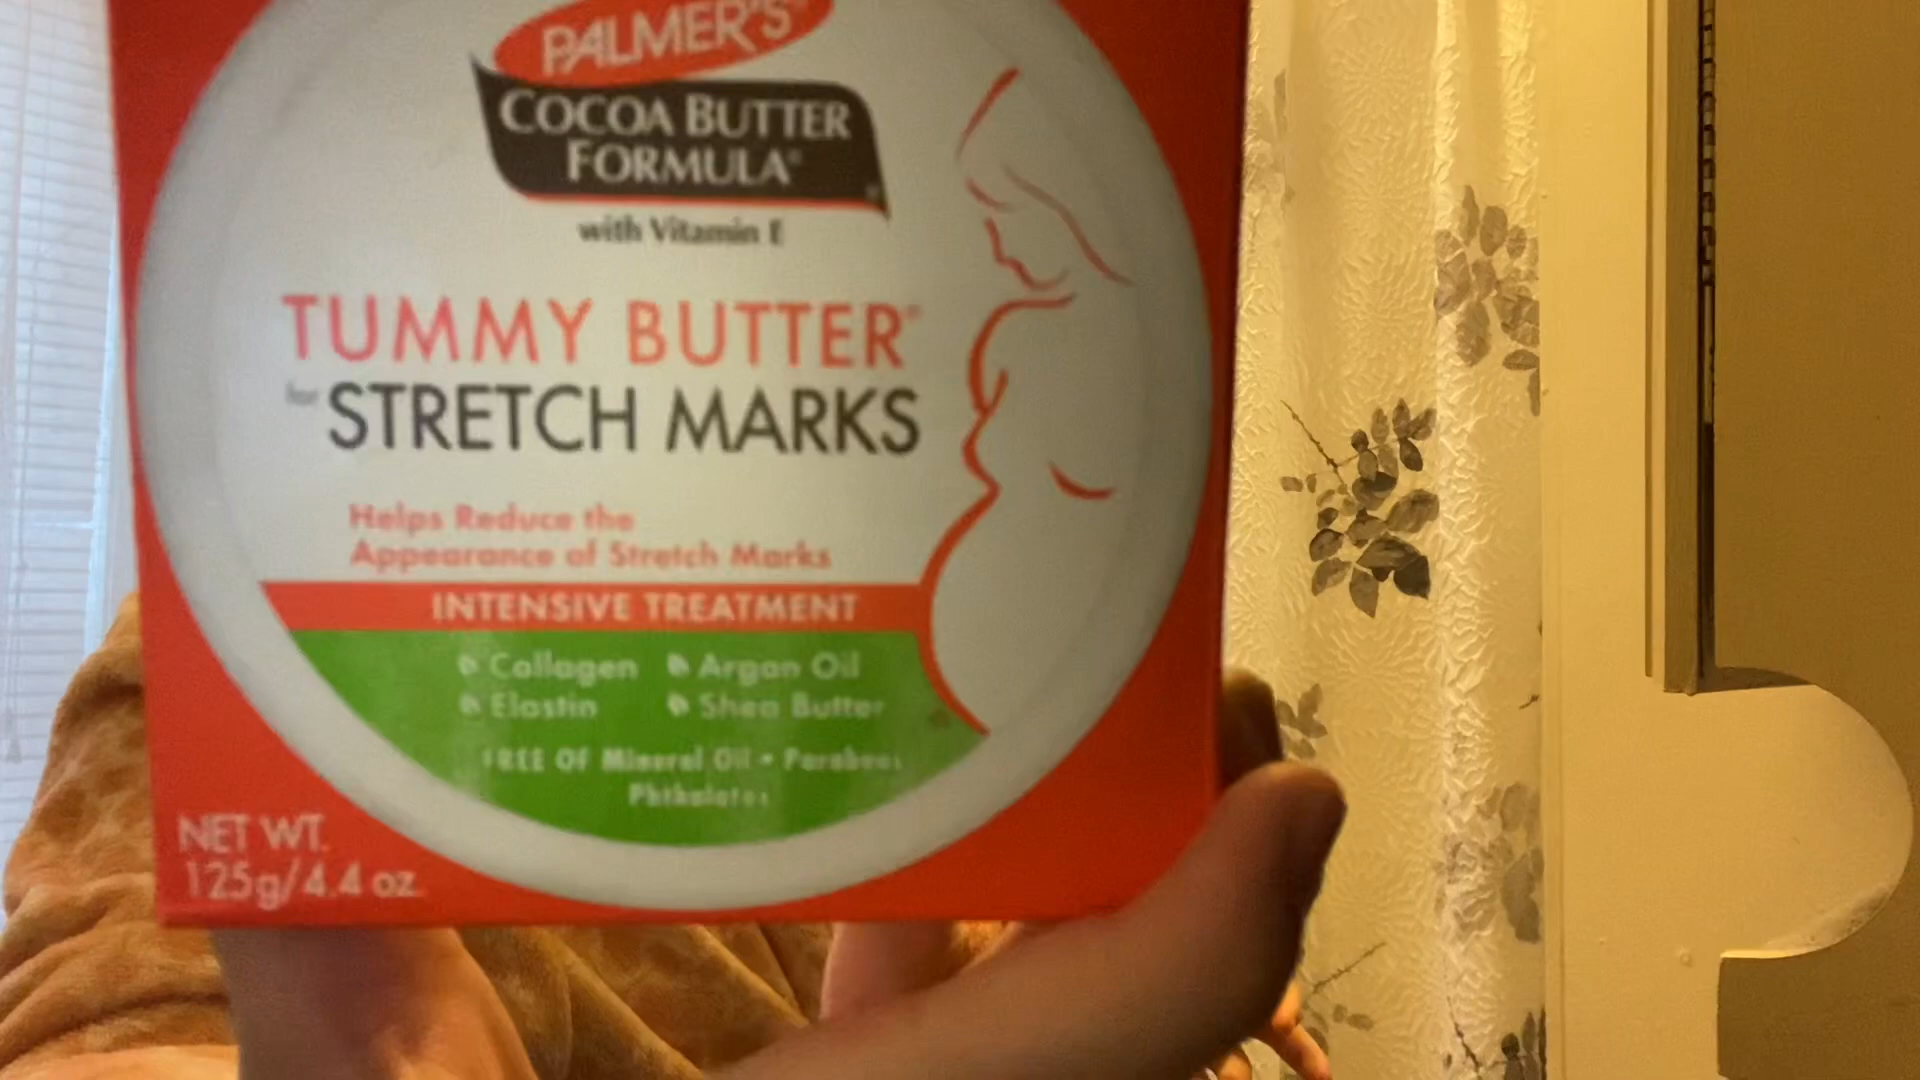 PALMER'S®
COCOA BUTTER
FORMULA®
with Vitamin E
TUMMY BUTTER®
for STRETCH MARKS
Helps Reduce the
Appearance of Stretch Marks
INTENSIVE TREATMENT
Collagen Argan Oil
Elastin Shea Butter
FREE OF Mineral Oil • Parabens
Phthalates
NET WT.
125g/4.4 oz.